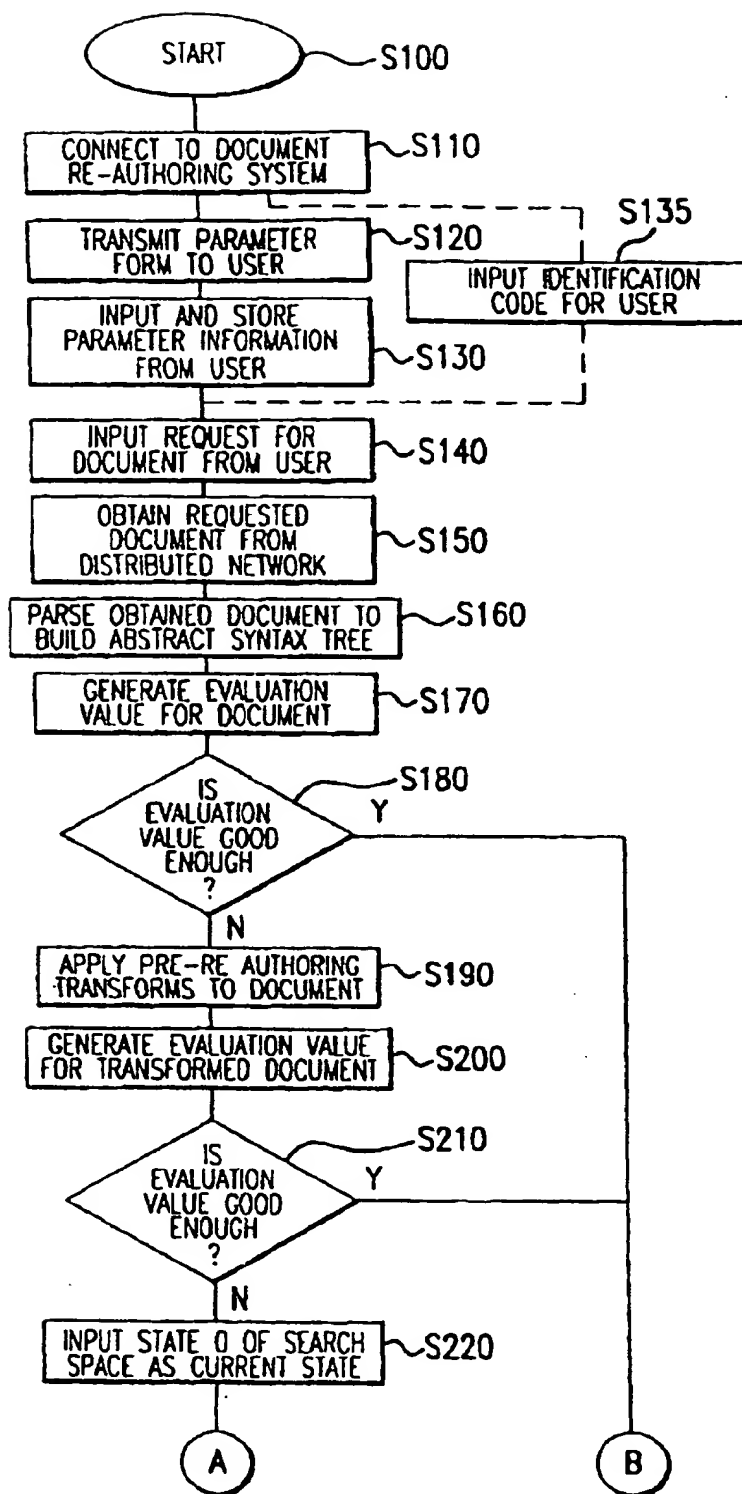 START
S100
CONNECT TO DOCUMENT
RE-AUTHORING SYSTEM
S110
TRANSMIT PARAMETER
FORM TO USER
S120
S135
INPUT IDENTIFICATION
CODE FOR USER
INPUT AND STORE
PARAMETER INFORMATION
FROM USER
S130
INPUT REQUEST FOR
DOCUMENT FROM USER
S140
OBTAIN REQUESTED
DOCUMENT FROM
DISTRIBUTED NETWORK
S150
PARSE OBTAINED DOCUMENT TO
BUILD ABSTRACT SYNTAX TREE
S160
GENERATE EVALUATION
VALUE FOR DOCUMENT
S170
IS
EVALUATION
VALUE GOOD
ENOUGH
?
S180
Y
N
APPLY PRE-RE AUTHORING
TRANSFORMS TO DOCUMENT
S190
GENERATE EVALUATION VALUE
FOR TRANSFORMED DOCUMENT
S200
IS
EVALUATION
VALUE GOOD
ENOUGH
?
S210
Y
N
INPUT STATE 0 OF SEARCH
SPACE AS CURRENT STATE
S220
A
B